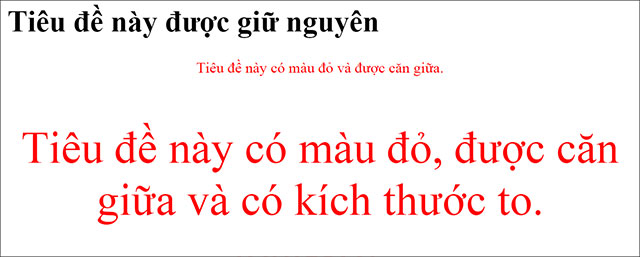 Tiêu đề này được giữ nguyên
Tiêu đề này có màu đỏ và được căn giữa.
Tiêu đề này có màu đỏ, được căn
giữa và có kích thước to.